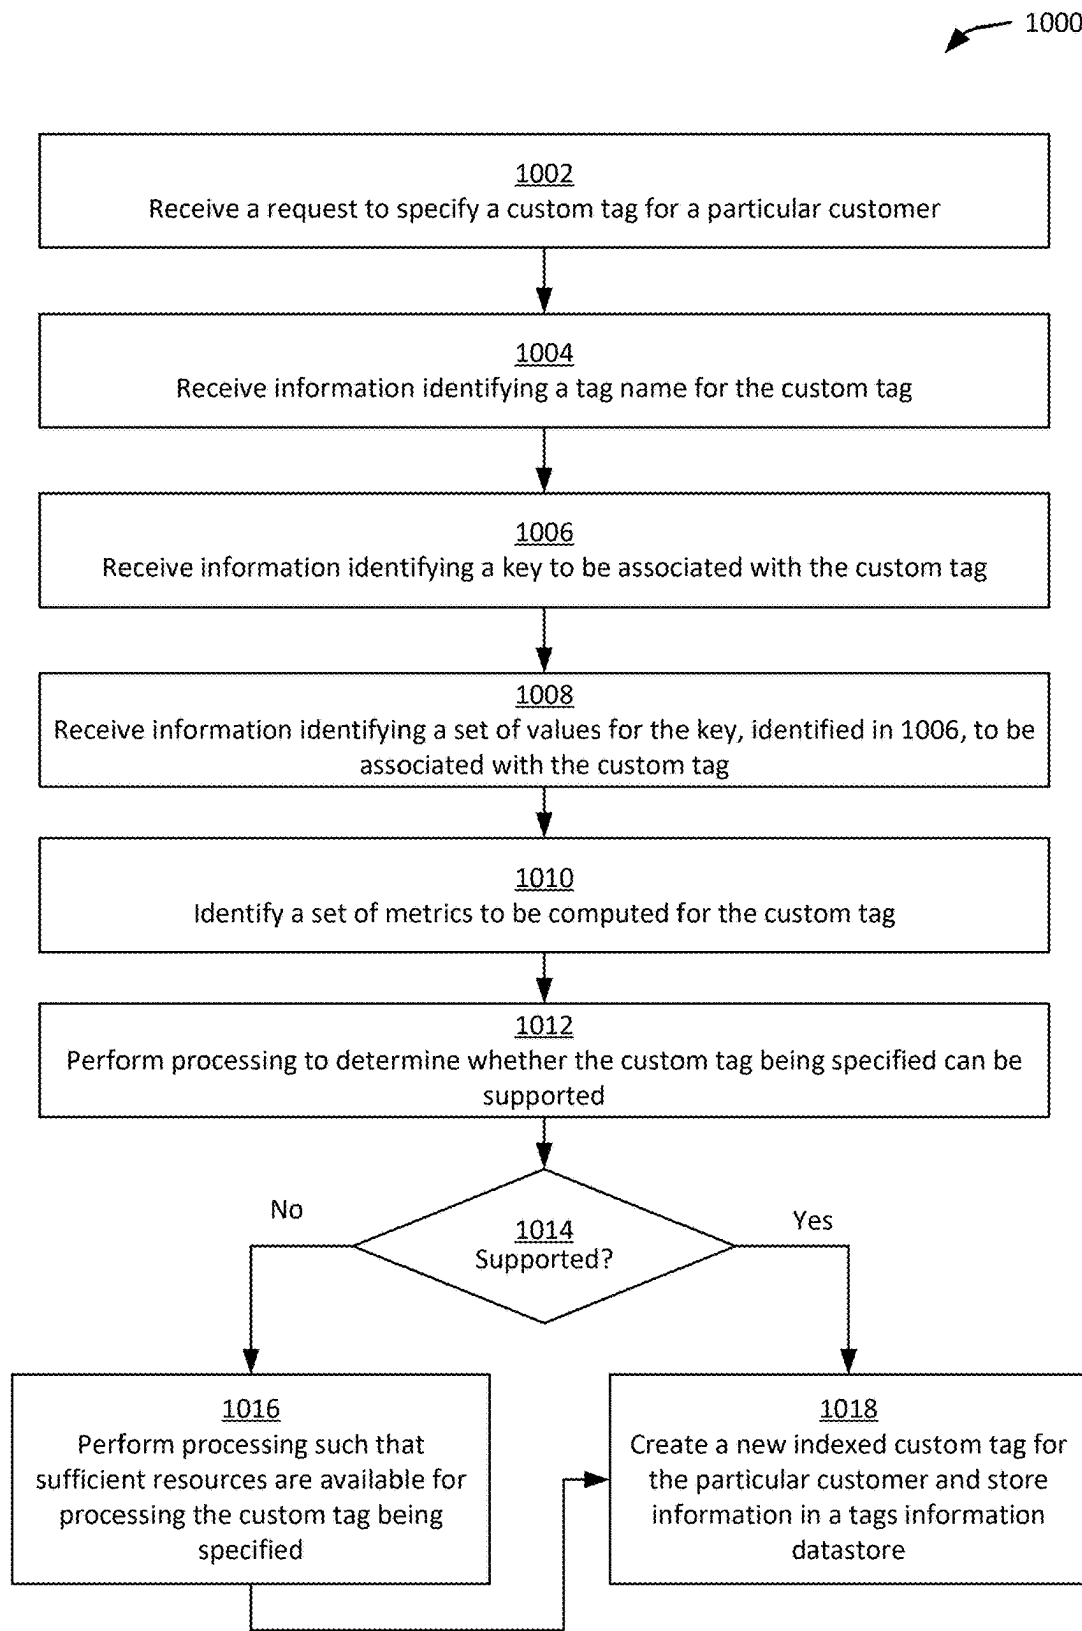 1000
1002
Receive a request to specify a custom tag for a particular customer
1004
Receive information identifying a tag name for the custom tag
1006
Receive information identifying a key to be associated with the custom tag
1008
Receive information identifying a set of values for the key, identified in 1006, to be
associated with the custom tag
1010
Identify a set of metrics to be computed for the custom tag
1012
Perform processing to determine whether the custom tag being specified can be
supported
No
Yes
1014
Supported?
1016
Perform processing such that
sufficient resources are available for
processing the custom tag being
specified
1018
Create a new indexed custom tag for
the particular customer and store
information in a tags information
datastore